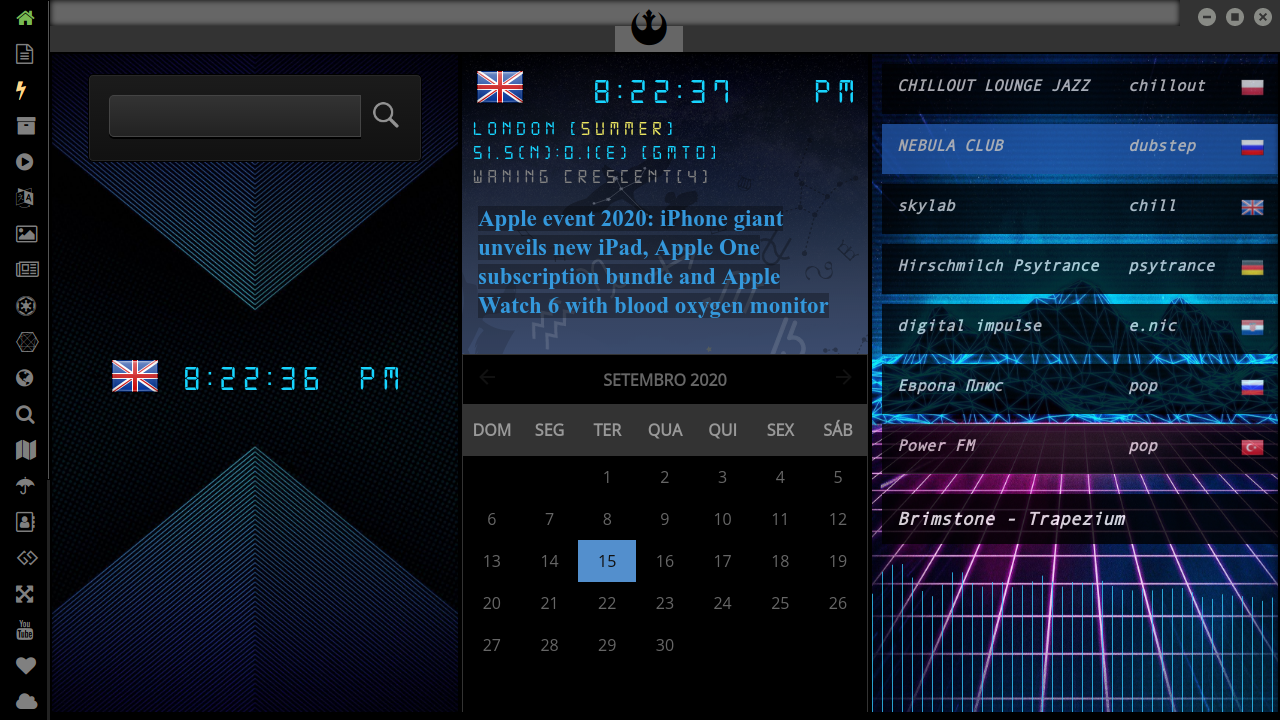 8:22:36 PM
8:22:37 PM
LONDON (SUMMER)
51.5(N):0.1(E) (GMT0)
WANING CRESCENT(4)
Apple event 2020: iPhone giant
unveils new iPad, Apple One
subscription bundle and Apple
Watch 6 with blood oxygen monitor
SETEMBRO 2020
DOM SEG TER QUA QUI SEX SÁB
1 2 3 4 5
6 7 8 9 10 11 12
13 14 15 16 17 18 19
20 21 22 23 24 25 26
27 28 29 30
CHILLOUT LOUNGE JAZZ chillout
NEBULA CLUB dubstep
skylab chill
Hirschmilch Psytrance psytrance
digital impulse e.nic
Европа Плюс pop
Power FM pop
Brimstone - Trapezium
You
Tube